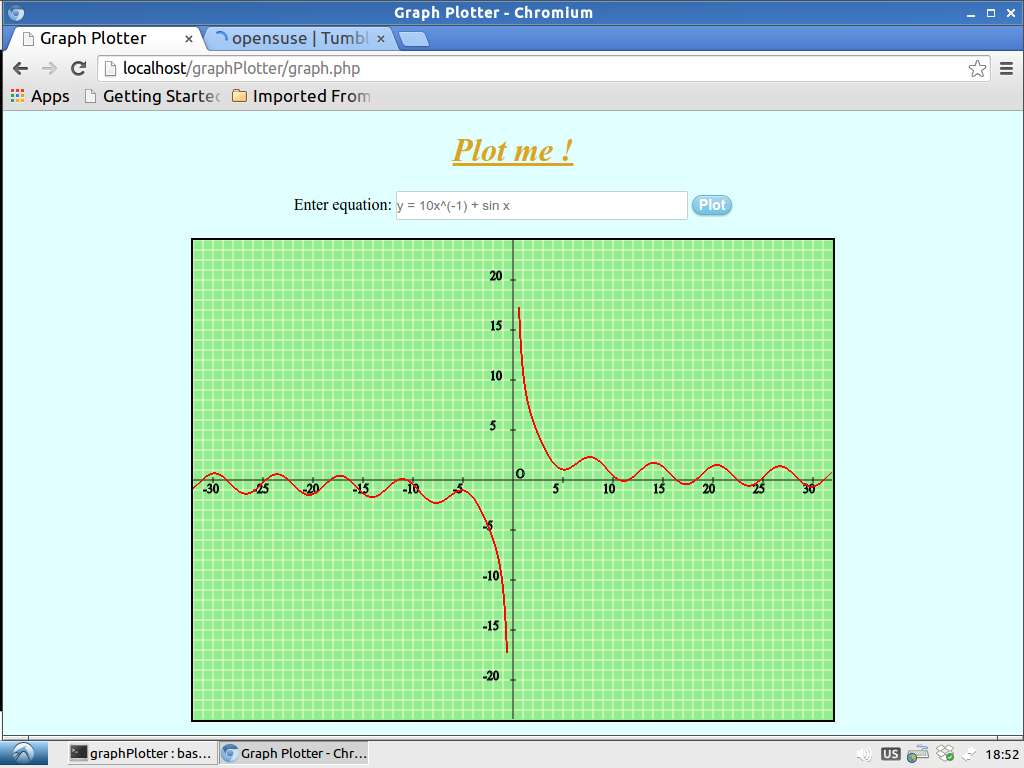 Graph Plotter - Chromium
Graph Plotter × opensuse | Tumbl ×
localhost/graphPlotter/graph.php
Apps Getting Starte Imported From
Plot me !
Enter equation: y = 10x^(-1) + sin x Plot
20
15
10
5
O
-30 -25 -20 -15 -10 -5 5 10 15 20 25 30
-5
-10
-15
-20
graphPlotter : bas... Graph Plotter - Chr... US 18:52